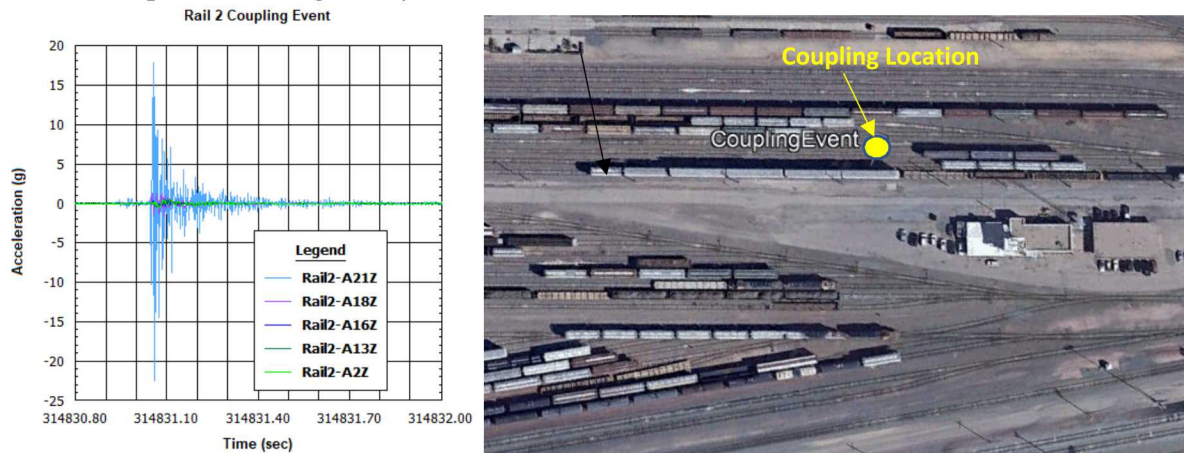 Rail 2 Coupling Event
20
15
10
5
0
-5
-10
-15
-20
-25
Acceleration (g)
Legend
Rail2-A21Z
Rail2-A18Z
Rail2-A16Z
Rail2-A13Z
Rail2-A2Z
314830.80 314831.10 314831.40 314831.70 314832.00
Time (sec)
Coupling Location
CouplingEvent